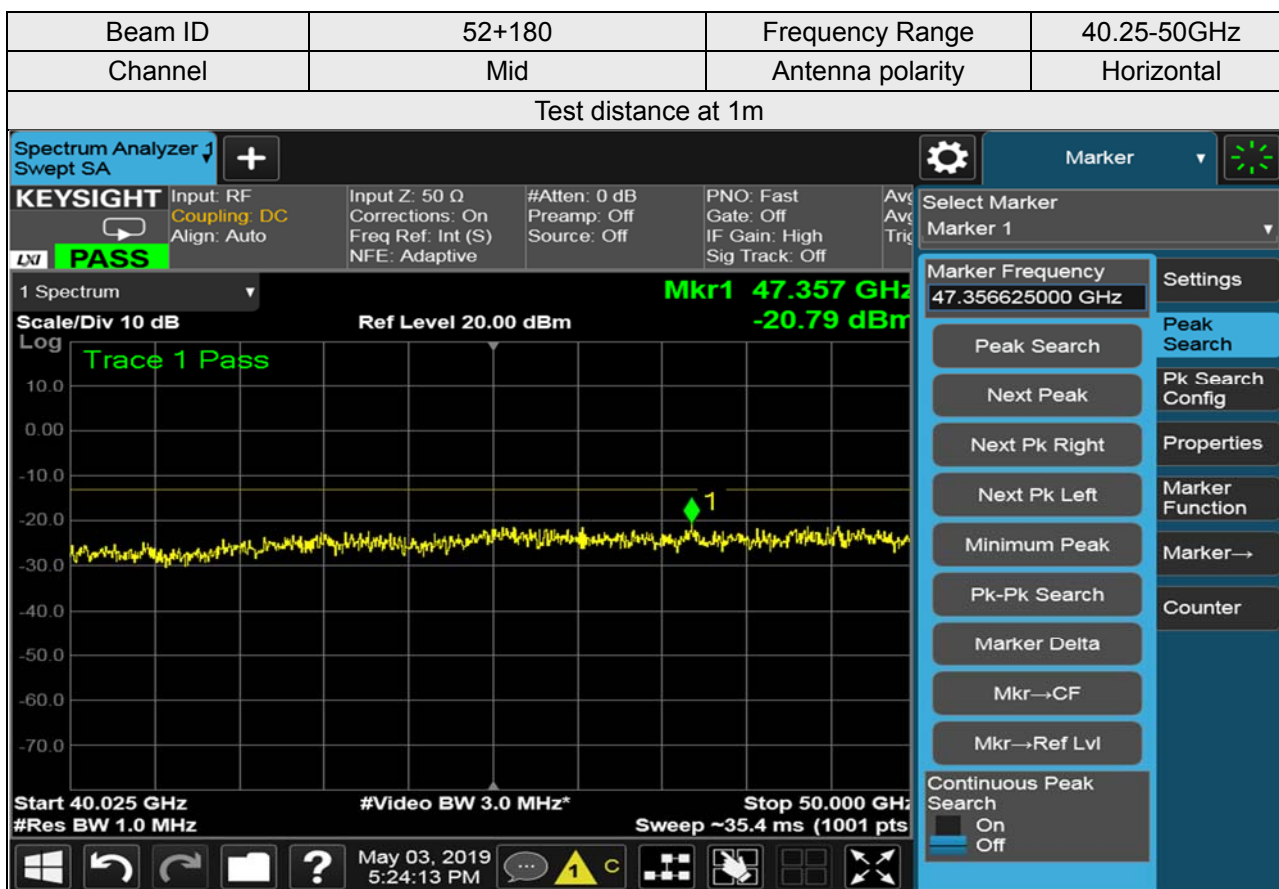 Beam ID 52+180 Frequency Range 40.25-50GHz
Channel Mid Antenna polarity Horizontal
Test distance at 1m
Spectrum Analyzer 1
Swept SA
+
Marker
KEYSIGHT
LXI PASS
Input: RF
Coupling: DC
Align: Auto
Input Z: 50 Ω
Corrections: On
Freq Ref: Int (S)
NFE: Adaptive
#Atten: 0 dB
Preamp: Off
Source: Off
PNO: Fast
Gate: Off
IF Gain: High
Sig Track: Off
Avg
Avg
Trig
Select Marker
Marker 1
1 Spectrum
Scale/Div 10 dB
Ref Level 20.00 dBm
Mkr1 47.357 GHz
-20.79 dBm
Log
Trace 1 Pass
10.0
0.00
-10.0
-20.0
-30.0
-40.0
-50.0
-60.0
-70.0
1
Start 40.025 GHz
#Res BW 1.0 MHz
#Video BW 3.0 MHz*
Stop 50.000 GHz
Sweep ~35.4 ms (1001 pts
Marker Frequency
47.356625000 GHz
Peak Search
Next Peak
Next Pk Right
Next Pk Left
Minimum Peak
Pk-Pk Search
Marker Delta
Mkr→CF
Mkr→Ref Lvl
Continuous Peak
Search
On
Off
Settings
Peak
Search
Pk Search
Config
Properties
Marker
Function
Marker→
Counter
?
May 03, 2019
5:24:13 PM
1 C